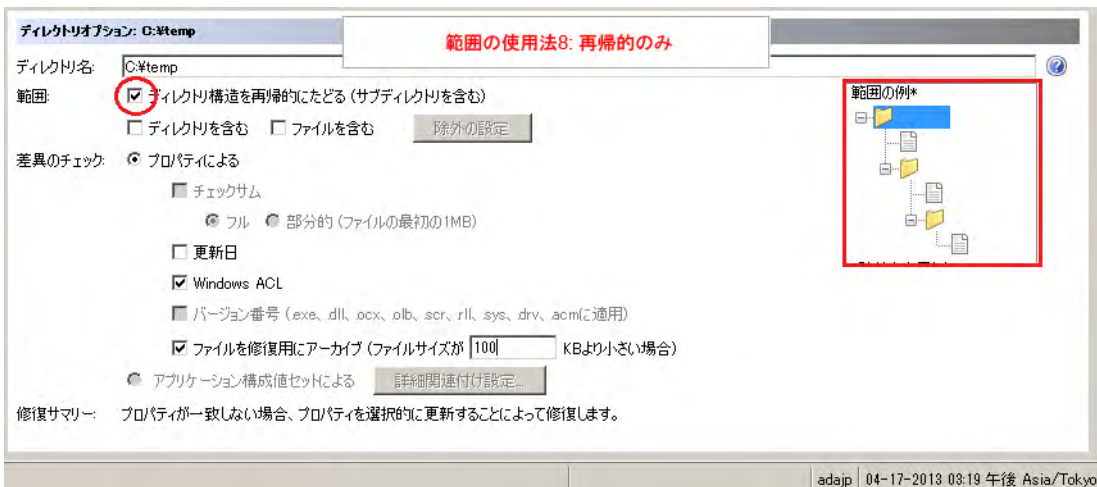 ディレクトリオプション: C:¥temp
範囲の使用法8: 再帰的のみ
ディレクトリ名: C:¥temp
範囲: ディレクトリ構造を再帰的にたどる (サブディレクトリを含む)
範囲の例*
ディレクトリを含む ファイルを含む 除外の設定
差異のチェック: プロパティによる
チェックサム
フル 部分的 (ファイルの最初の1MB)
更新日
Windows ACL
バージョン番号 (.exe、dll、ocx、olb、scr、rll、sys、drv、acmに適用)
ファイルを修復用にアーカイブ (ファイルサイズが 100 KBより小さい場合)
アプリケーション構成値セットによる 詳細関連付け設定...
修復サマリー: プロパティが一致しない場合、プロパティを選択的に更新することによって修復します。
adajp 04-17-2013 03:19 午後 Asia/Tokyo